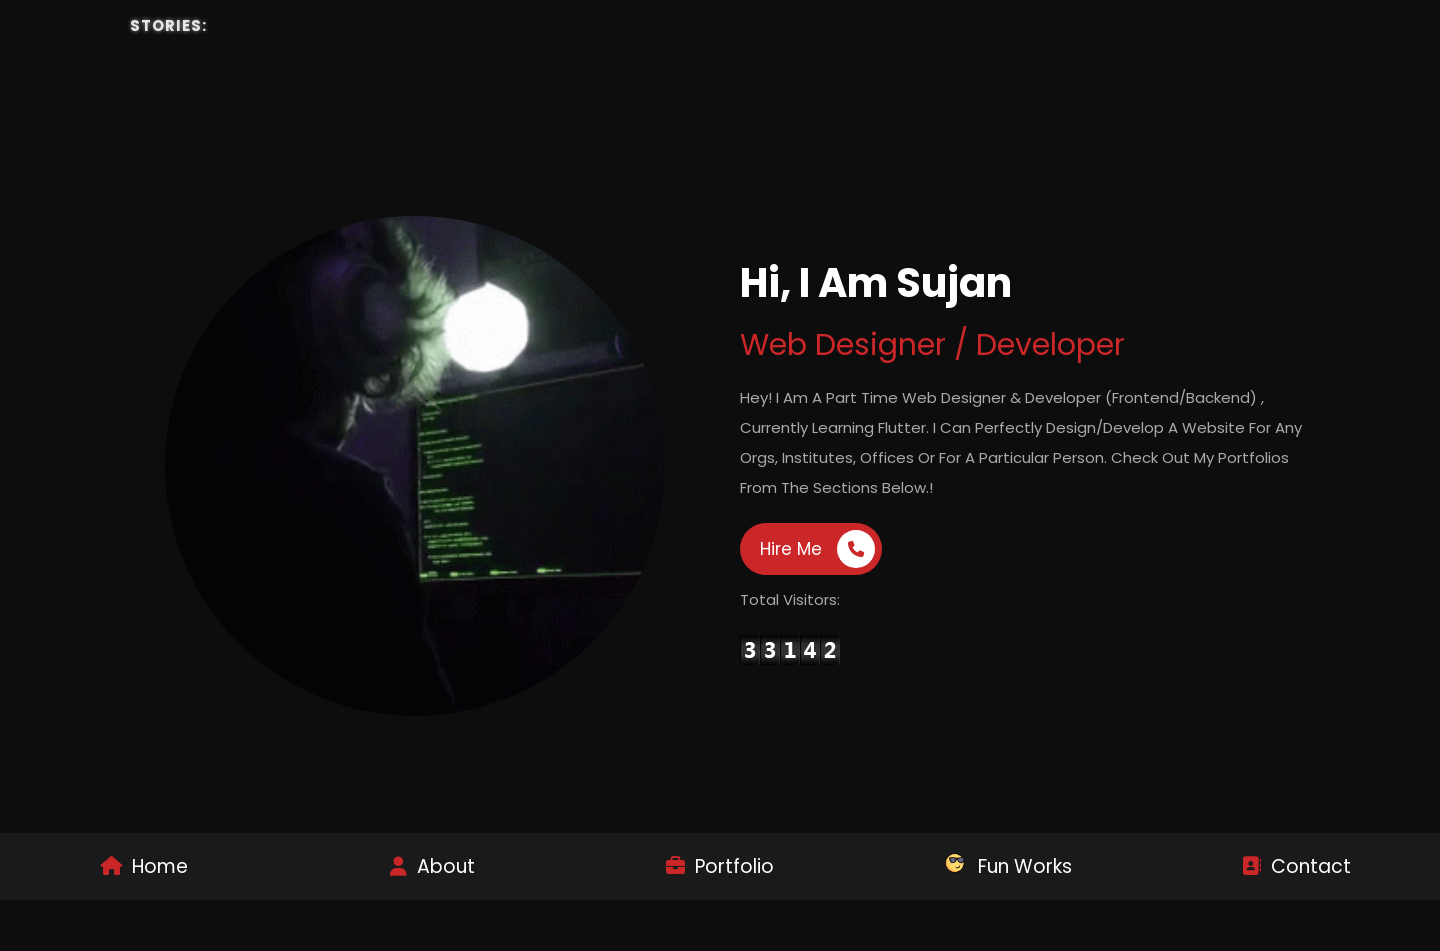 STORIES:
Hi, I Am Sujan
Web Designer / Developer
Hey! I Am A Part Time Web Designer & Developer (Frontend/Backend) ,
Currently Learning Flutter. I Can Perfectly Design/Develop A Website For Any
Orgs, Institutes, Offices Or For A Particular Person. Check Out My Portfolios
From The Sections Below.!
Hire Me
Total Visitors:
33142
Home
About
Portfolio
Fun Works
Contact